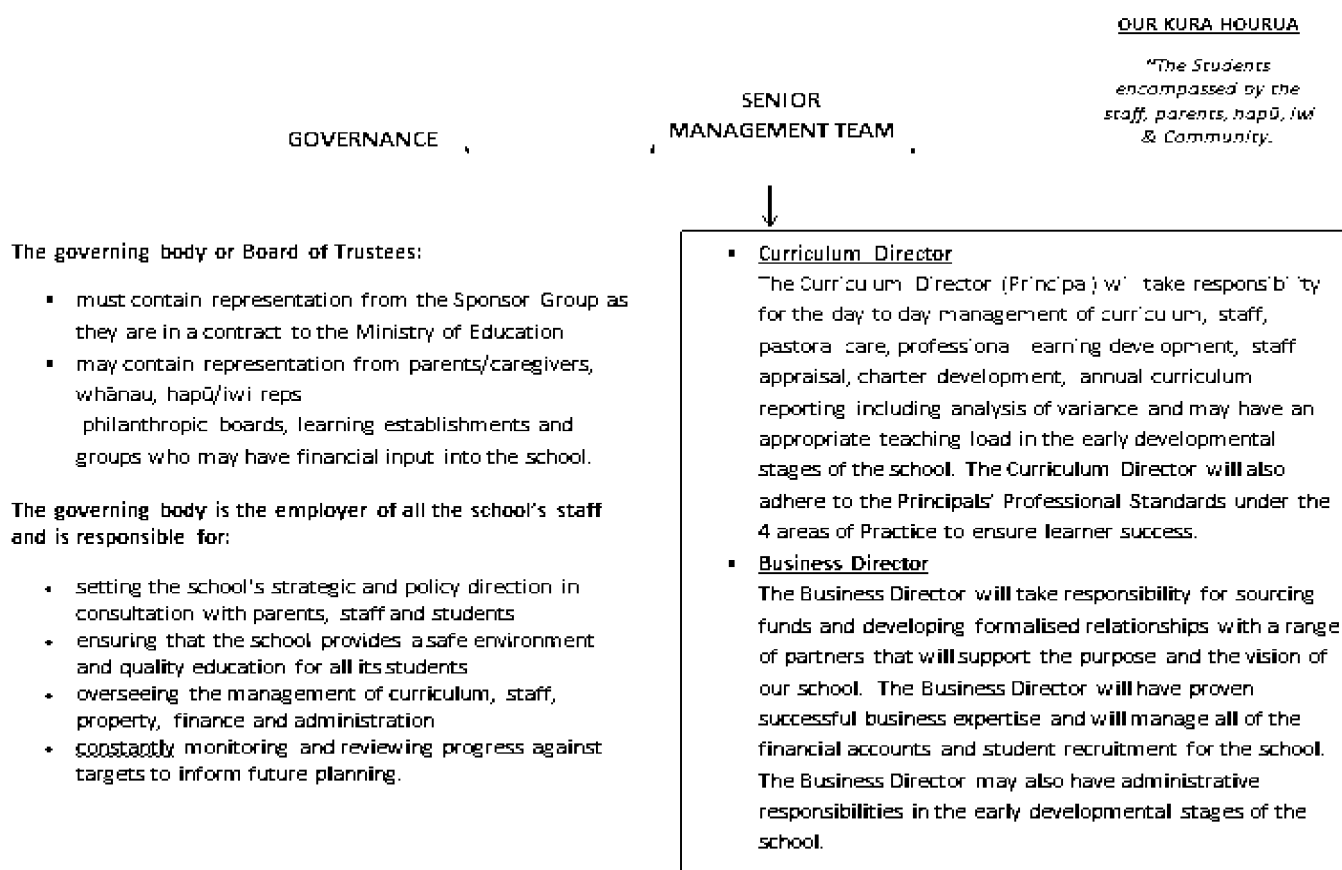 OUR KURA HOURUA
"The Students
encompassed by the
staff, parents, hapū, iwi
& Community.
SENIOR
MANAGEMENT TEAM
GOVERNANCE
The governing body or Board of Trustees:
▪ must contain representation from the Sponsor Group as
they are in a contract to the Ministry of Education
▪ may contain representation from parents/caregivers,
whānau, hapū/iwi reps
philanthropic boards, learning establishments and
groups who may have financial input into the school.
The governing body is the employer of all the school's staff
and is responsible for:
• setting the school's strategic and policy direction in
consultation with parents, staff and students
• ensuring that the school provides a safe environment
and quality education for all its students
• overseeing the management of curriculum, staff,
property, finance and administration
• constantly monitoring and reviewing progress against
targets to inform future planning.
▪ Curriculum Director
The Curriculum Director (Principal) will take responsibility
for the day to day management of curriculum, staff,
pastoral care, professional learning development, staff
appraisal, charter development, annual curriculum
reporting including analysis of variance and may have an
appropriate teaching load in the early developmental
stages of the school. The Curriculum Director will also
adhere to the Principals' Professional Standards under the
4 areas of Practice to ensure learner success.
▪ Business Director
The Business Director will take responsibility for sourcing
funds and developing formalised relationships with a range
of partners that will support the purpose and the vision of
our school. The Business Director will have proven
successful business expertise and will manage all of the
financial accounts and student recruitment for the school.
The Business Director may also have administrative
responsibilities in the early developmental stages of the
school.